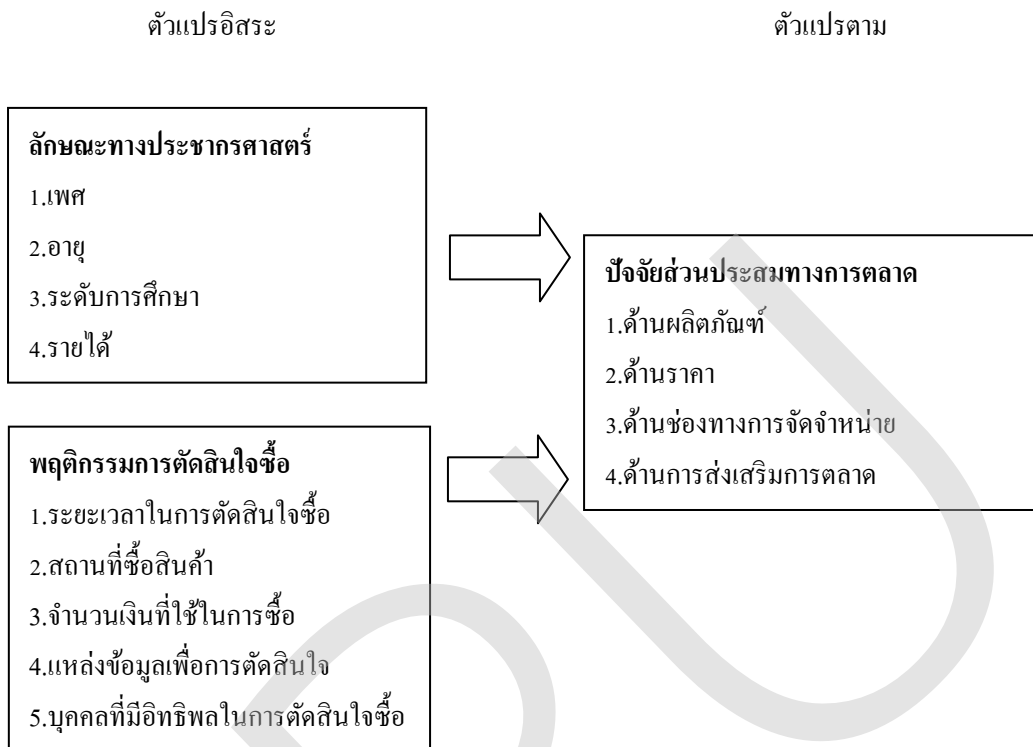 ตัวแปรอิสระ
ตัวแปรตาม
ลักษณะทางประชากรศาสตร์
1.เพศ
2.อายุ
3.ระดับการศึกษา
4.รายได้
พฤติกรรมการตัดสินใจซื้อ
1.ระยะเวลาในการตัดสินใจซื้อ
2.สถานที่ซื้อสินค้า
3.จำนวนเงินที่ใช้ในการซื้อ
4.แหล่งข้อมูลเพื่อการตัดสินใจ
5.บุคคลที่มีอิทธิพลในการตัดสินใจซื้อ
ปัจจัยส่วนประสมทางการตลาด
1.ด้านผลิตภัณฑ์
2.ด้านราคา
3.ด้านช่องทางการจัดจำหน่าย
4.ด้านการส่งเสริมการตลาด